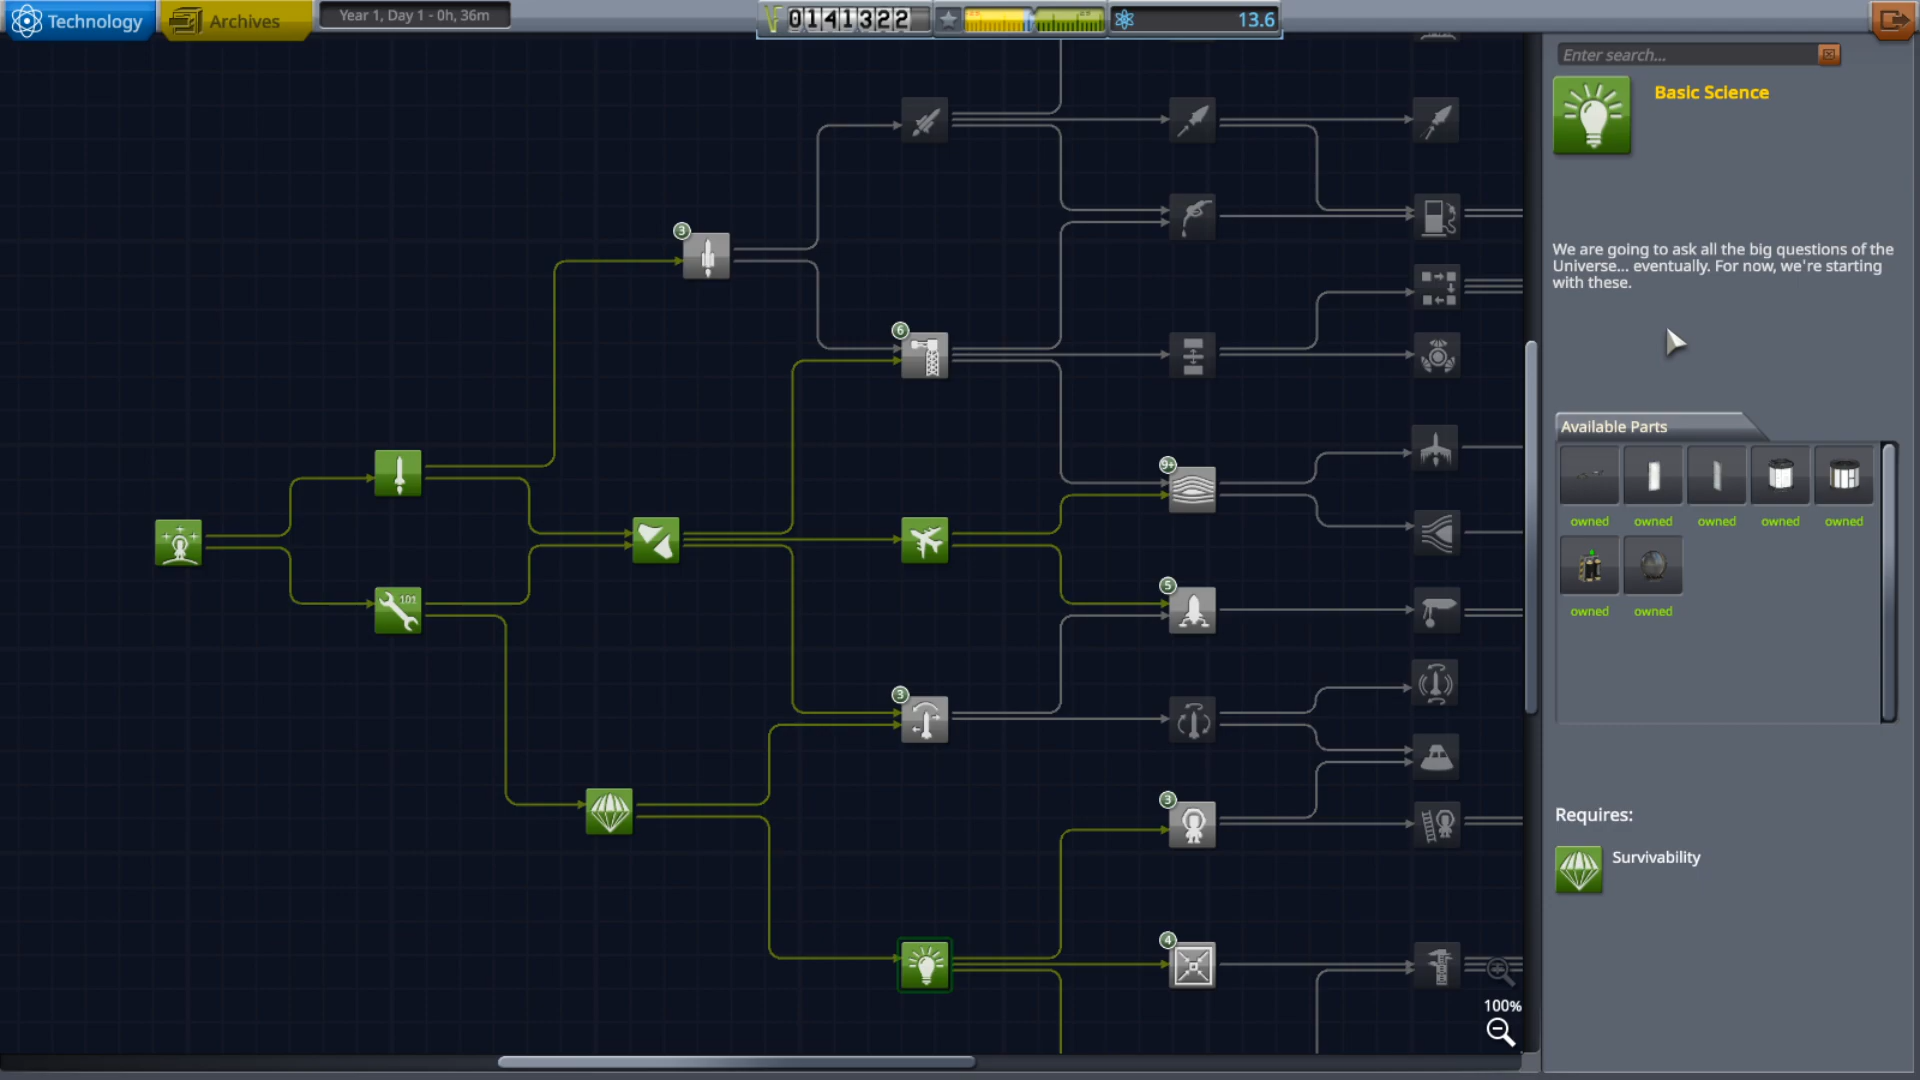 Technology
Archives
Year 1, Day 1 - 0h, 36m
0141322
13.6
Enter search...
Basic Science
We are going to ask all the big questions of the
Universe... eventually. For now, we're starting
with these.
Available Parts
owned
owned
owned
owned
owned
owned
owned
Requires:
Survivability
3
6
9+
5
3
3
4
101
100%